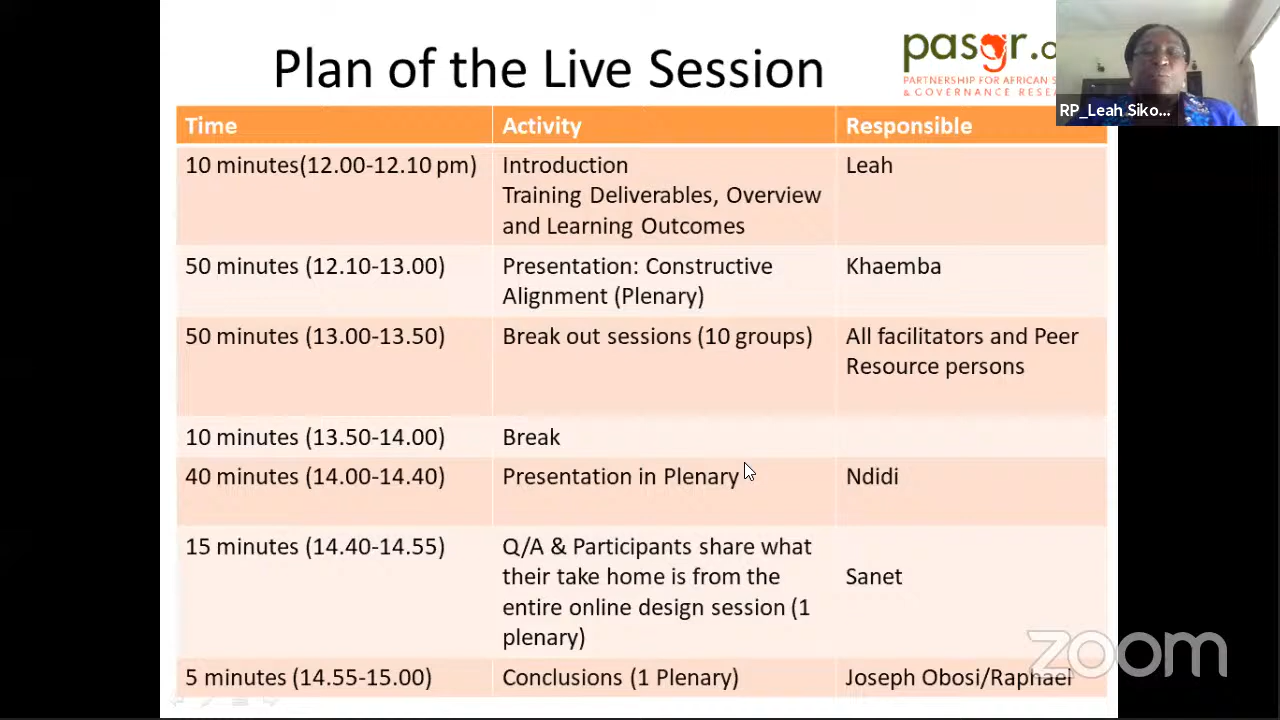 Plan of the Live Session
pasgr.o
PARTNERSHIP FOR AFRICAN S
& GOVERNANCE RESEA
RP_Leah Siko...
Time Activity Responsible
10 minutes(12.00-12.10 pm) Introduction Leah
Training Deliverables, Overview
and Learning Outcomes
50 minutes (12.10-13.00) Presentation: Constructive Khaemba
Alignment (Plenary)
50 minutes (13.00-13.50) Break out sessions (10 groups) All facilitators and Peer
Resource persons
10 minutes (13.50-14.00) Break
40 minutes (14.00-14.40) Presentation in Plenary Ndidi
15 minutes (14.40-14.55) Q/A & Participants share what
their take home is from the Sanet
entire online design session (1
plenary)
5 minutes (14.55-15.00) Conclusions (1 Plenary) Joseph Obosi/Raphael
zoom